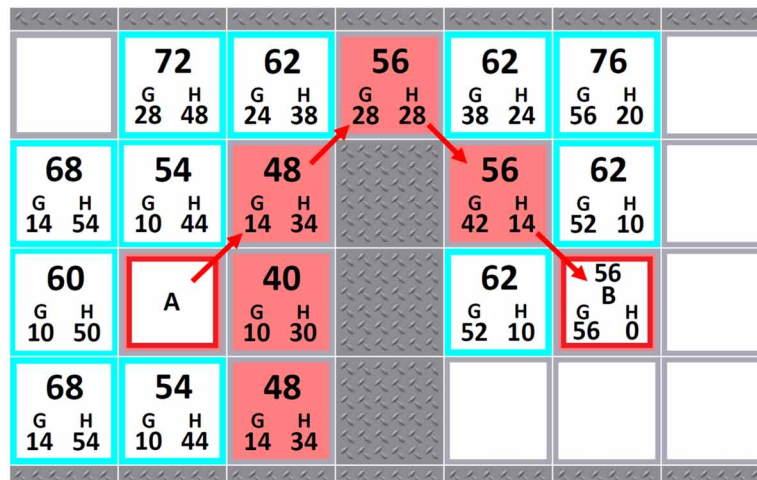 72 62 56 62 76
G H G H G H G H G H
28 48 24 38 28 28 38 24 56 20
68 54 48 56 62
G H G H G H G H G H
14 54 10 44 14 34 42 14 52 10
60 A 40 62 56 B
G H G H G H G H
10 50 10 30 52 10 56 0
68 54 48
G H G H G H
14 54 10 44 14 34